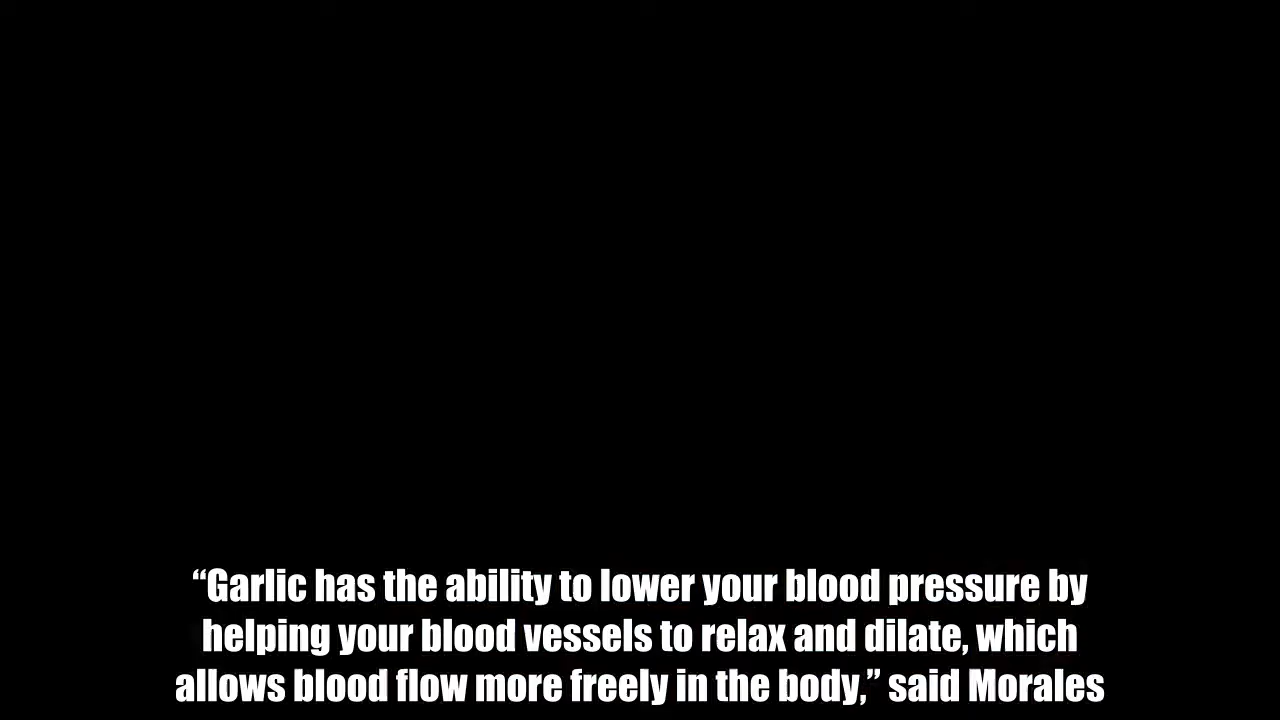 “Garlic has the ability to lower your blood pressure by
helping your blood vessels to relax and dilate, which
allows blood flow more freely in the body,” said Morales